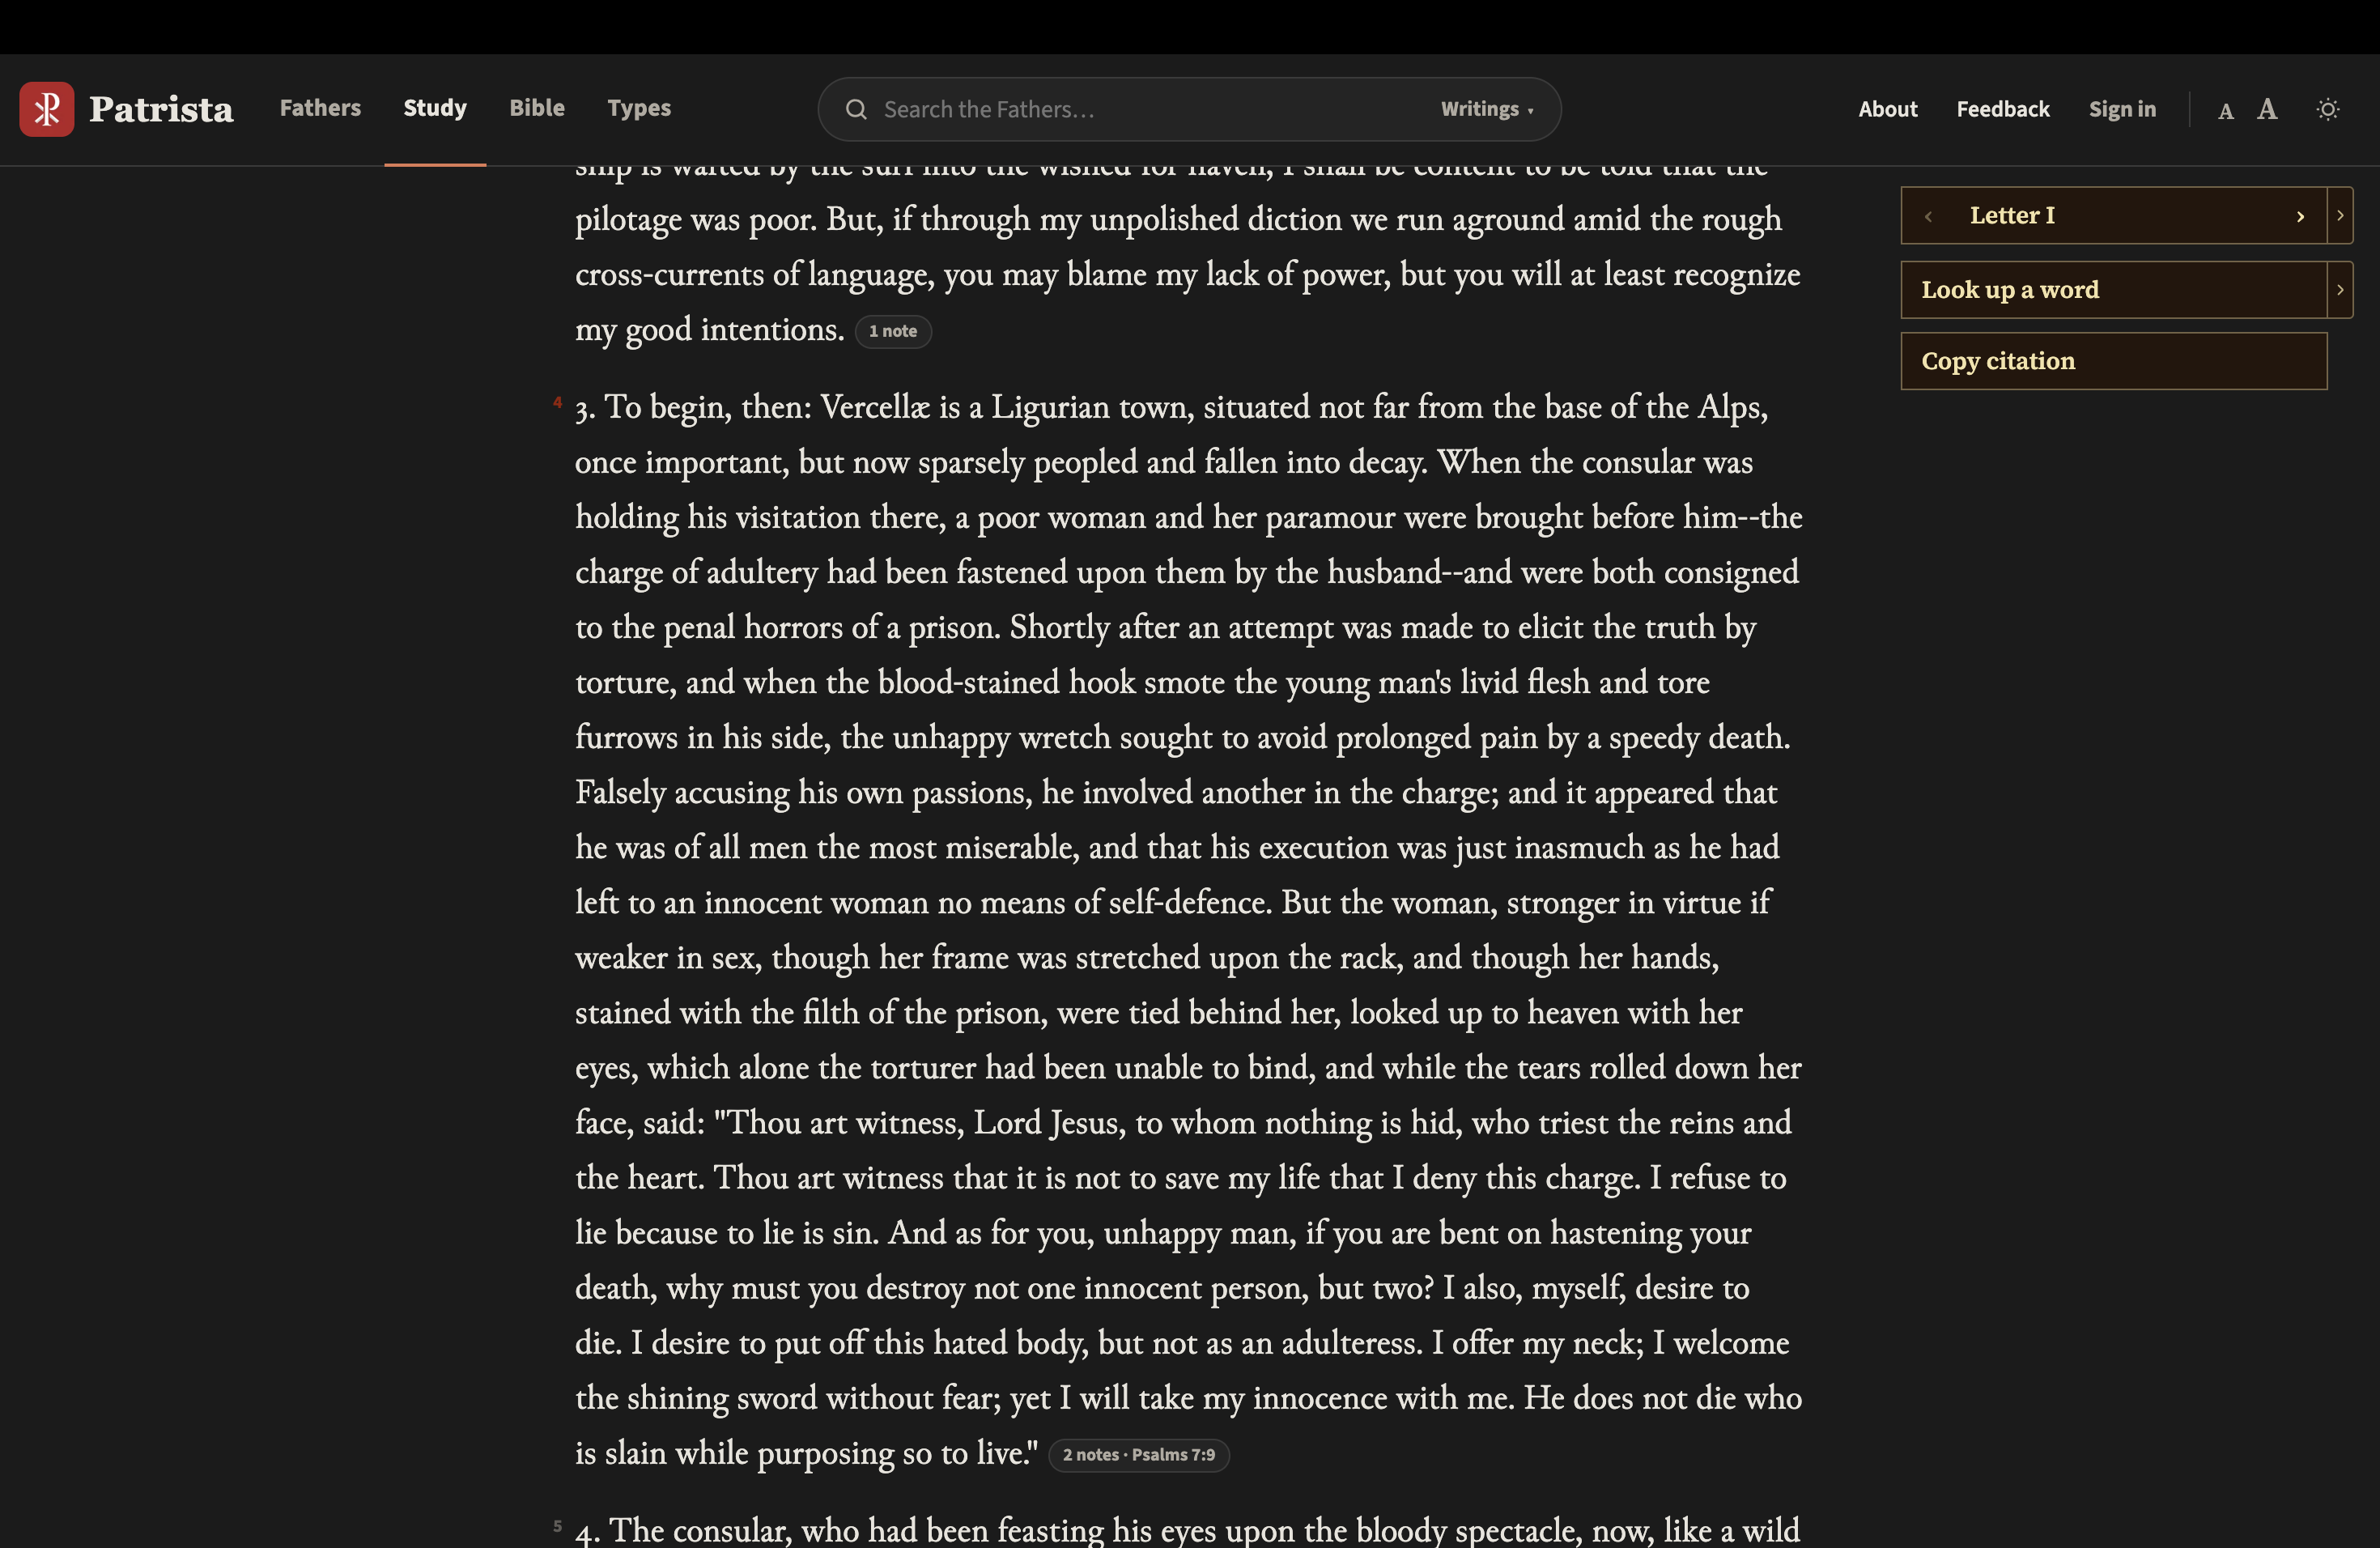 Patrista
Fathers
Study
Bible
Types
Search the Fathers…
Writings ▾
About
Feedback
Sign in
A A
ship is wafted by the surf into the wished for haven, I shall be content to be told that the
pilotage was poor. But, if through my unpolished diction we run aground amid the rough
cross-currents of language, you may blame my lack of power, but you will at least recognize
my good intentions. 1 note
4 3. To begin, then: Vercellæ is a Ligurian town, situated not far from the base of the Alps,
once important, but now sparsely peopled and fallen into decay. When the consular was
holding his visitation there, a poor woman and her paramour were brought before him--the
charge of adultery had been fastened upon them by the husband--and were both consigned
to the penal horrors of a prison. Shortly after an attempt was made to elicit the truth by
torture, and when the blood-stained hook smote the young man's livid flesh and tore
furrows in his side, the unhappy wretch sought to avoid prolonged pain by a speedy death.
Falsely accusing his own passions, he involved another in the charge; and it appeared that
he was of all men the most miserable, and that his execution was just inasmuch as he had
left to an innocent woman no means of self-defence. But the woman, stronger in virtue if
weaker in sex, though her frame was stretched upon the rack, and though her hands,
stained with the filth of the prison, were tied behind her, looked up to heaven with her
eyes, which alone the torturer had been unable to bind, and while the tears rolled down her
face, said: "Thou art witness, Lord Jesus, to whom nothing is hid, who triest the reins and
the heart. Thou art witness that it is not to save my life that I deny this charge. I refuse to
lie because to lie is sin. And as for you, unhappy man, if you are bent on hastening your
death, why must you destroy not one innocent person, but two? I also, myself, desire to
die. I desire to put off this hated body, but not as an adulteress. I offer my neck; I welcome
the shining sword without fear; yet I will take my innocence with me. He does not die who
is slain while purposing so to live." 2 notes · Psalms 7:9
5 4. The consular, who had been feasting his eyes upon the bloody spectacle, now, like a wild
‹ Letter I › ›
Look up a word ›
Copy citation